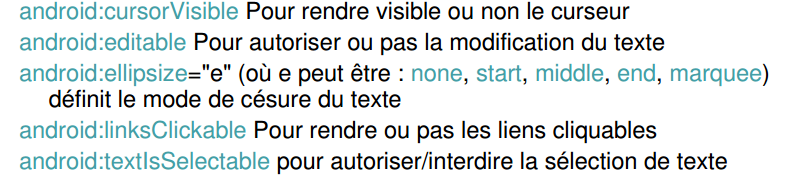 android:cursorVisible Pour rendre visible ou non le curseur
android:editable Pour autoriser ou pas la modification du texte
android:ellipsize="e" (où e peut être : none, start, middle, end, marquee)
définit le mode de césure du texte
android:linksClickable Pour rendre ou pas les liens cliquables
android:textIsSelectable pour autoriser/interdire la sélection de texte